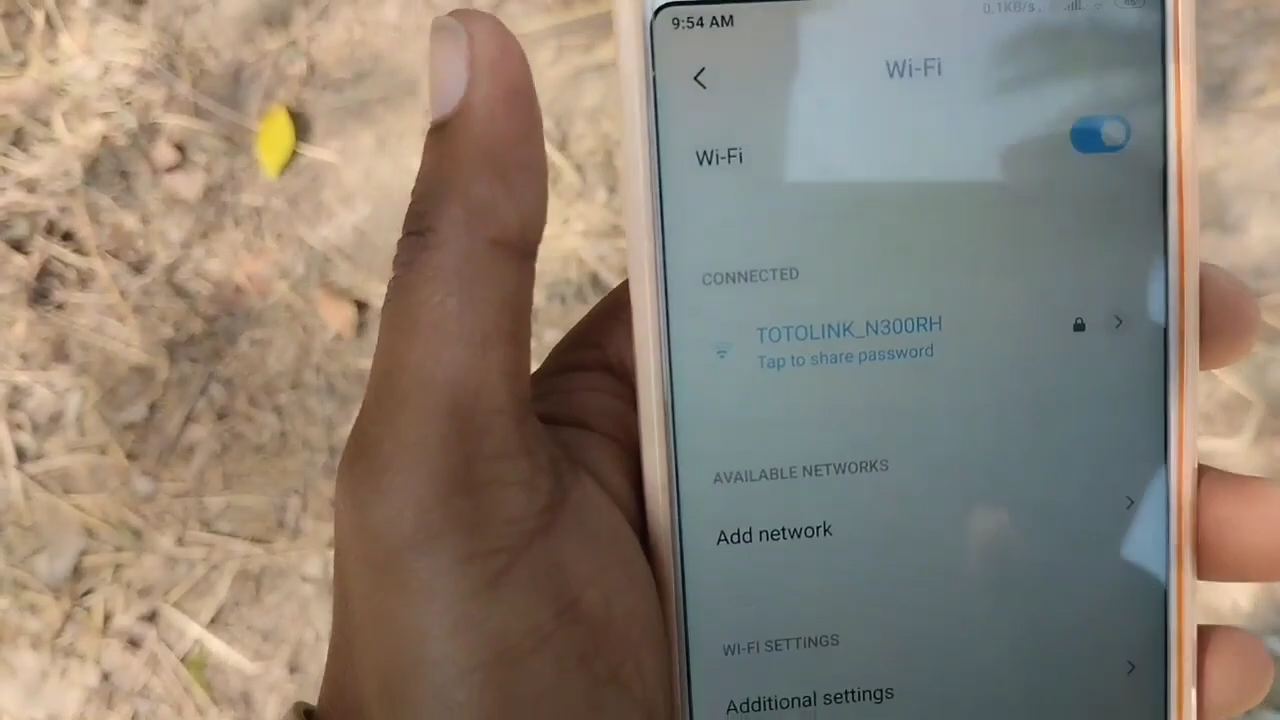 9:54 AM
0.1KB/s
Wi-Fi
Wi-Fi
CONNECTED
TOTOLINK_N300RH
Tap to share password
AVAILABLE NETWORKS
Add network
WI-FI SETTINGS
Additional settings